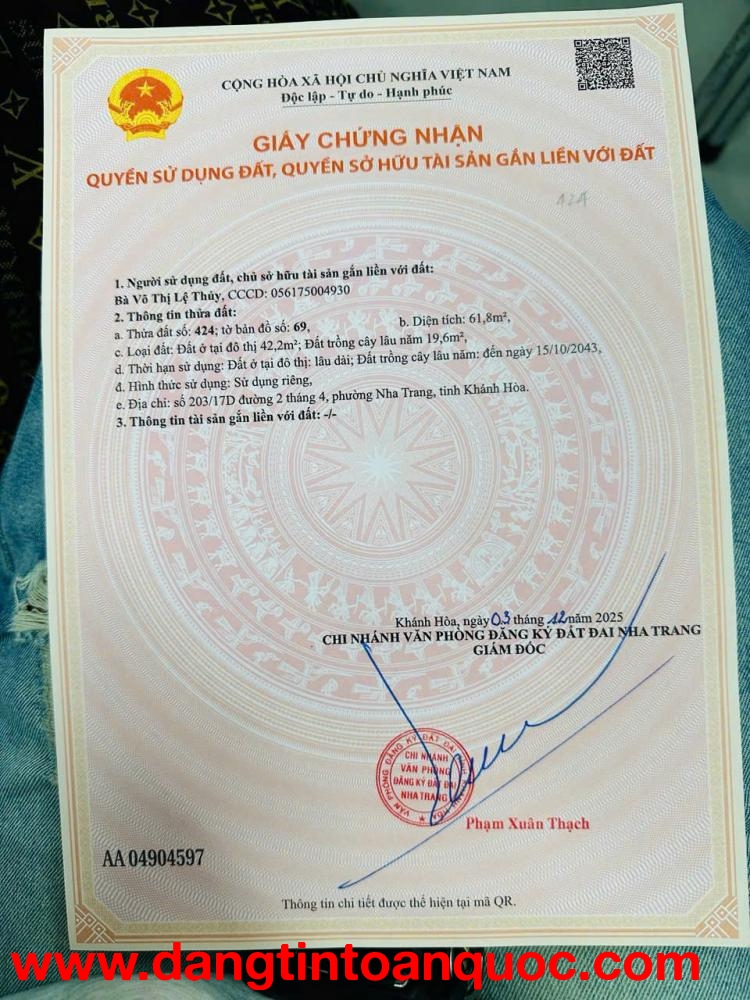 CỘNG HÒA XÃ HỘI CHỦ NGHĨA VIỆT NAM
Độc lập - Tự do - Hạnh phúc
GIẤY CHỨNG NHẬN
QUYỀN SỬ DỤNG ĐẤT, QUYỀN SỞ HỮU TÀI SẢN GẮN LIỀN VỚI ĐẤT
424
1. Người sử dụng đất, chủ sở hữu tài sản gắn liền với đất:
Bà Võ Thị Lệ Thủy, CCCD: 056175004930
2. Thông tin thửa đất:
a. Thửa đất số: 424; tờ bản đồ số: 69, b. Diện tích: 61,8m²,
c. Loại đất: Đất ở tại đô thị 42,2m²; Đất trồng cây lâu năm 19,6m²,
d. Thời hạn sử dụng: Đất ở tại đô thị: lâu dài; Đất trồng cây lâu năm: đến ngày 15/10/2043,
đ. Hình thức sử dụng: Sử dụng riêng,
e. Địa chỉ: số 203/17D đường 2 tháng 4, phường Nha Trang, tỉnh Khánh Hòa.
3. Thông tin tài sản gắn liền với đất: -/-
Khánh Hòa, ngày 03 tháng 12 năm 2025
CHI NHÁNH VĂN PHÒNG ĐĂNG KÝ ĐẤT ĐAI NHA TRANG
GIÁM ĐỐC
VĂN PHÒNG ĐĂNG KÝ ĐẤT ĐAI
CHI NHÁNH
VĂN PHÒNG
ĐĂNG KÝ ĐẤT ĐAI
NHA TRANG
Phạm Xuân Thạch
AA 04904597
Thông tin chi tiết được thể hiện tại mã QR.
www.dangtintoanquoc.com